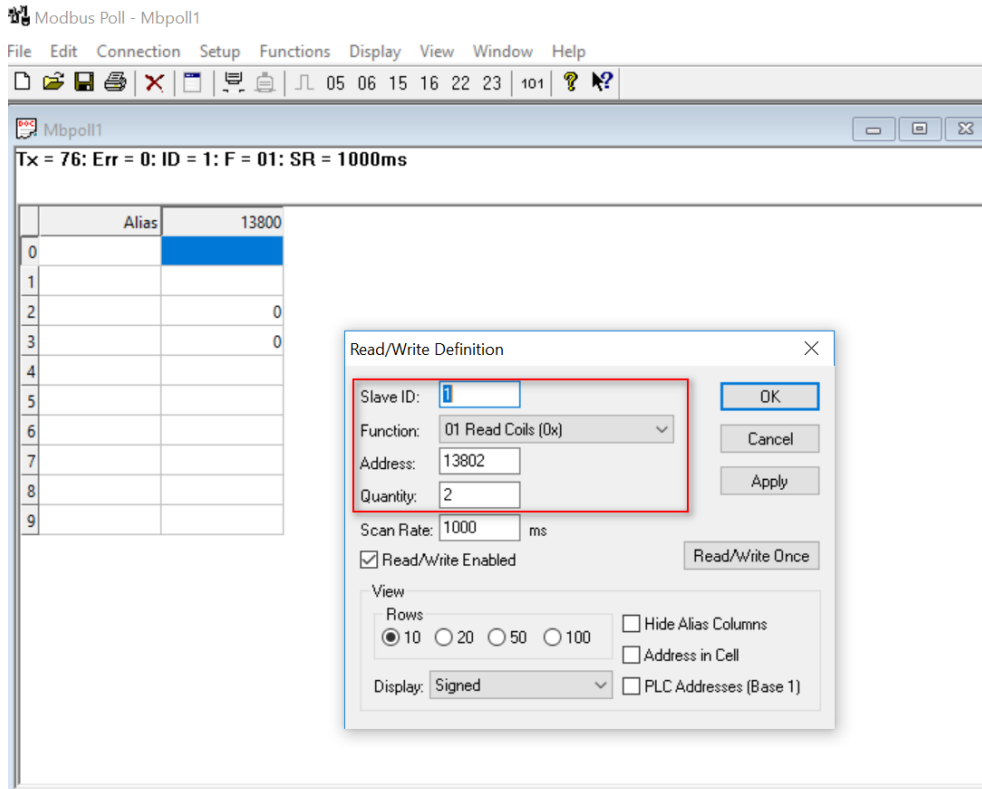 Modbus Poll - Mbpoll1
File Edit Connection Setup Functions Display View Window Help
05 06 15 16 22 23 101
Mbpoll1
Tx = 76: Err = 0: ID = 1: F = 01: SR = 1000ms
Alias 13800
0
1
2 0
3 0
4
5
6
7
8
9
Read/Write Definition
Slave ID: 1 OK
Function: 01 Read Coils (0x) Cancel
Address: 13802
Apply
Quantity: 2
Scan Rate: 1000 ms
Read/Write Enabled Read/Write Once
View
Rows
10 20 50 100 Hide Alias Columns
Address in Cell
Display: Signed PLC Addresses (Base 1)